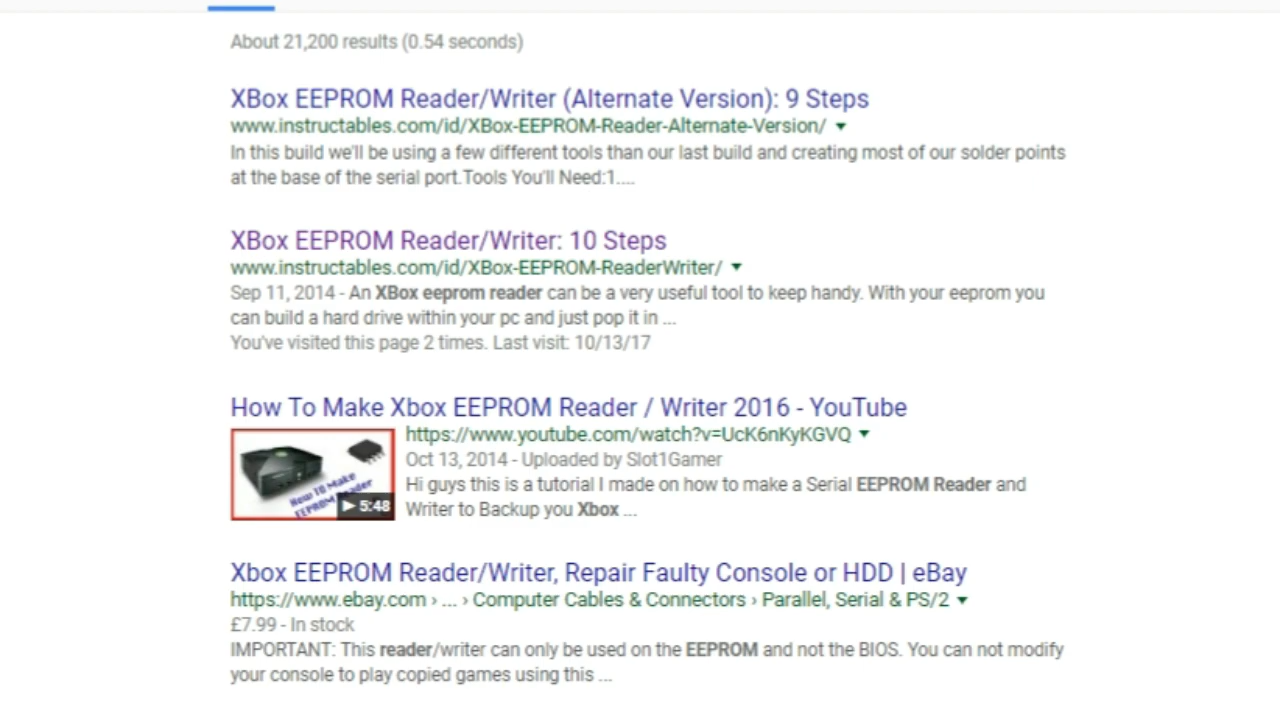 About 21,200 results (0.54 seconds)
XBox EEPROM Reader/Writer (Alternate Version): 9 Steps
www.instructables.com/id/XBox-EEPROM-Reader-Alternate-Version/
In this build we'll be using a few different tools than our last build and creating most of our solder points
at the base of the serial port.Tools You'll Need:1....
XBox EEPROM Reader/Writer: 10 Steps
www.instructables.com/id/XBox-EEPROM-ReaderWriter/
Sep 11, 2014 - An XBox eeprom reader can be a very useful tool to keep handy. With your eeprom you
can build a hard drive within your pc and just pop it in ...
You've visited this page 2 times. Last visit: 10/13/17
How To Make Xbox EEPROM Reader / Writer 2016 - YouTube
https://www.youtube.com/watch?v=UcK6nKyKGVQ
Oct 13, 2014 - Uploaded by Slot1Gamer
Hi guys this is a tutorial I made on how to make a Serial EEPROM Reader and
Writer to Backup you Xbox ...
How To Make
EEPROM Reader
5:48
Xbox EEPROM Reader/Writer, Repair Faulty Console or HDD | eBay
https://www.ebay.com › ... › Computer Cables & Connectors › Parallel, Serial & PS/2
£7.99 - In stock
IMPORTANT: This reader/writer can only be used on the EEPROM and not the BIOS. You can not modify
your console to play copied games using this ...